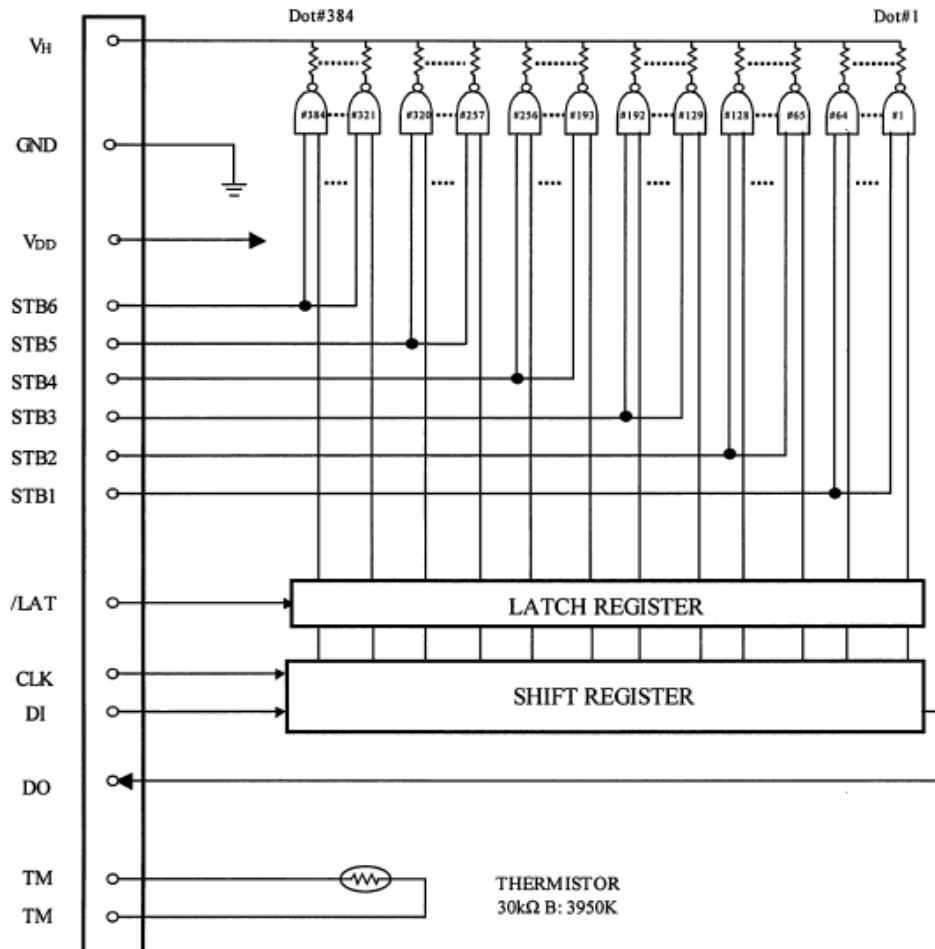 Dot#384 Dot#1
VH
#384 #321 #320 #257 #256 #193 #192 #129 #128 #65 #64 #1
GND
VDD
STB6
STB5
STB4
STB3
STB2
STB1
/LAT
LATCH REGISTER
CLK
SHIFT REGISTER
DI
DO
TM
THERMISTOR
30kΩ B: 3950K
TM